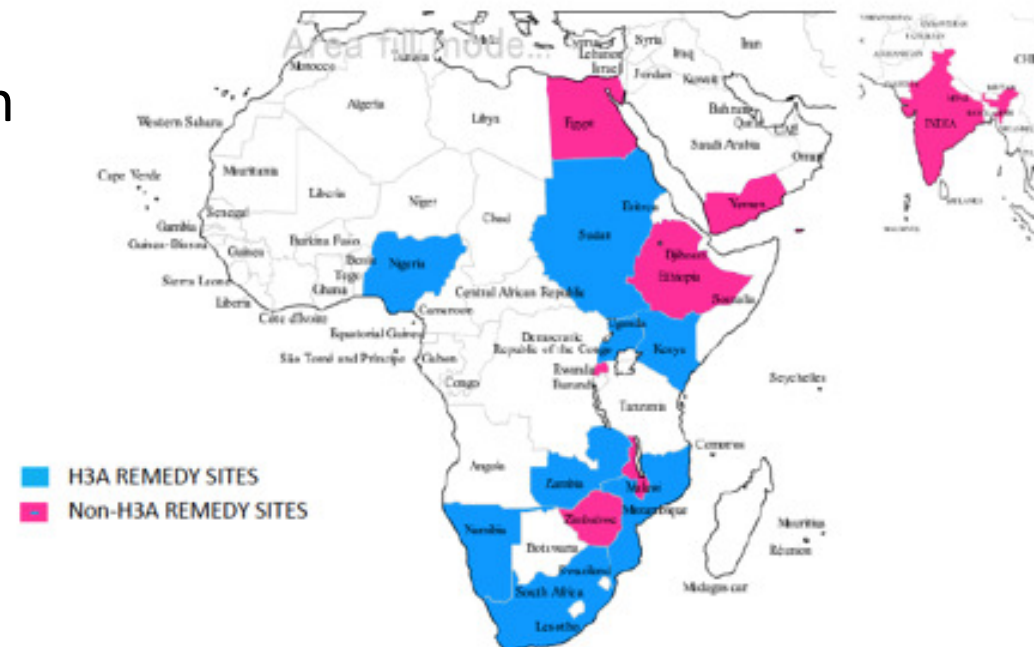 n
Area fill mode...
Cyprus
Lebanon
Israel
Syria
Iraq
Iran
Jordan
Kuwait
Morocco
Tunisia
Algeria
Libya
Egypt
Bahrain
Qatar
UAE
Saudi Arabia
Oman
Yemen
INDIA
Western Sahara
Cape Verde
Mauritania
Liberia
Niger
Chad
Sudan
Eritrea
Senegal
Gambia
Guinea-Bissau
Guinea
Burkina Faso
Benin
Togo
Ghana
Nigeria
Djibouti
Ethiopia
Somalia
Sierra Leone
Liberia
Côte d'Ivoire
Central African Republic
Cameroon
Equatorial Guinea
São Tomé and Príncipe
Gabon
Congo
Democratic
Republic of the Congo
Uganda
Kenya
Rwanda
Burundi
Tanzania
Seychelles
Comoros
Angola
Zambia
Malawi
Mozambique
Zimbabwe
Namibia
Botswana
Swaziland
South Africa
Lesotho
Mauritius
Réunion
Madagascar
H3A REMEDY SITES
Non-H3A REMEDY SITES